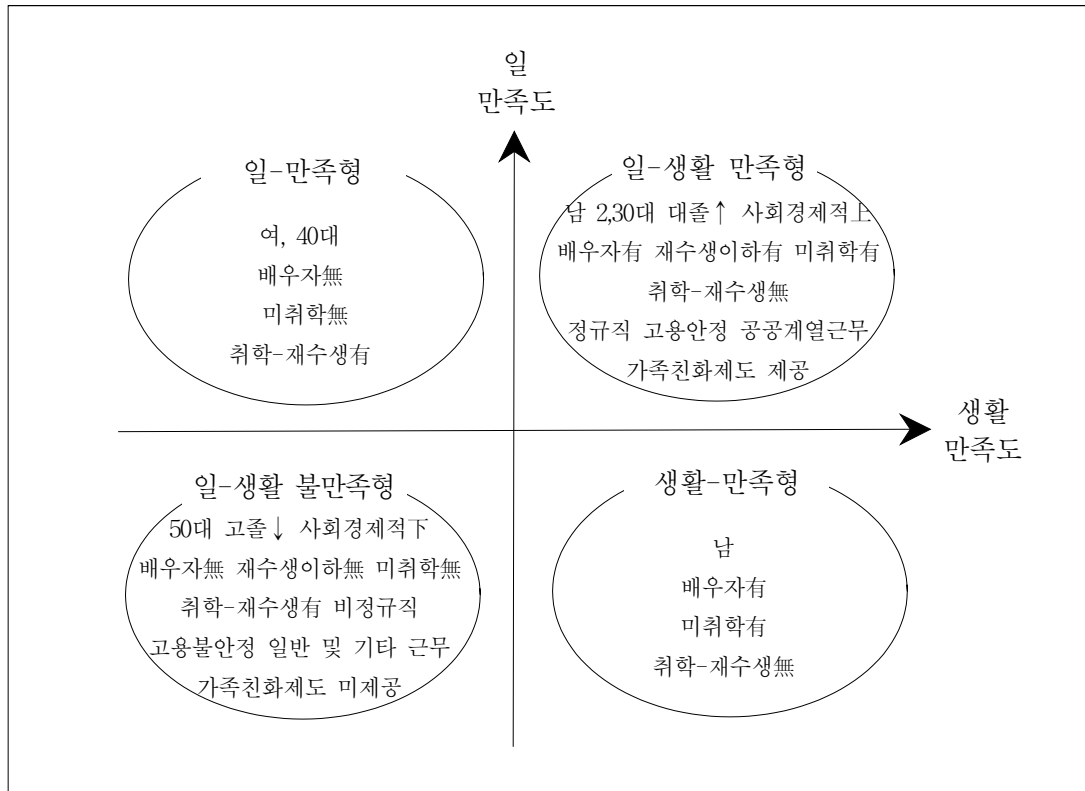 일
만족도
일-만족형
여, 40대
배우자無
미취학無
취학-재수생有
일-생활 만족형
남 2,30대 대졸↑ 사회경제적上
배우자有 재수생이하有 미취학有
취학-재수생無
정규직 고용안정 공공계열근무
가족친화제도 제공
생활
만족도
일-생활 불만족형
50대 고졸↓ 사회경제적下
배우자無 재수생이하無 미취학無
취학-재수생有 비정규직
고용불안정 일반 및 기타 근무
가족친화제도 미제공
생활-만족형
남
배우자有
미취학有
취학-재수생無